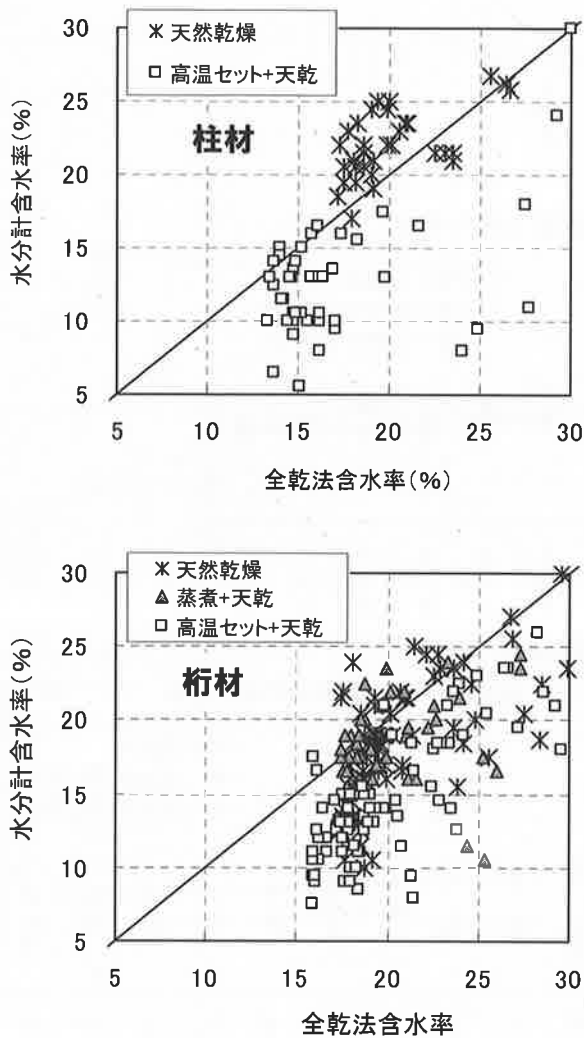 30
25
20
15
10
5
水分計含水率(%)
✳ 天然乾燥
□ 高温セット+天乾
柱材
5 10 15 20 25 30
全乾法含水率(%)
30
25
20
15
10
5
水分計含水率(%)
✳ 天然乾燥
▲ 蒸煮+天乾
□ 高温セット+天乾
桁材
5 10 15 20 25 30
全乾法含水率